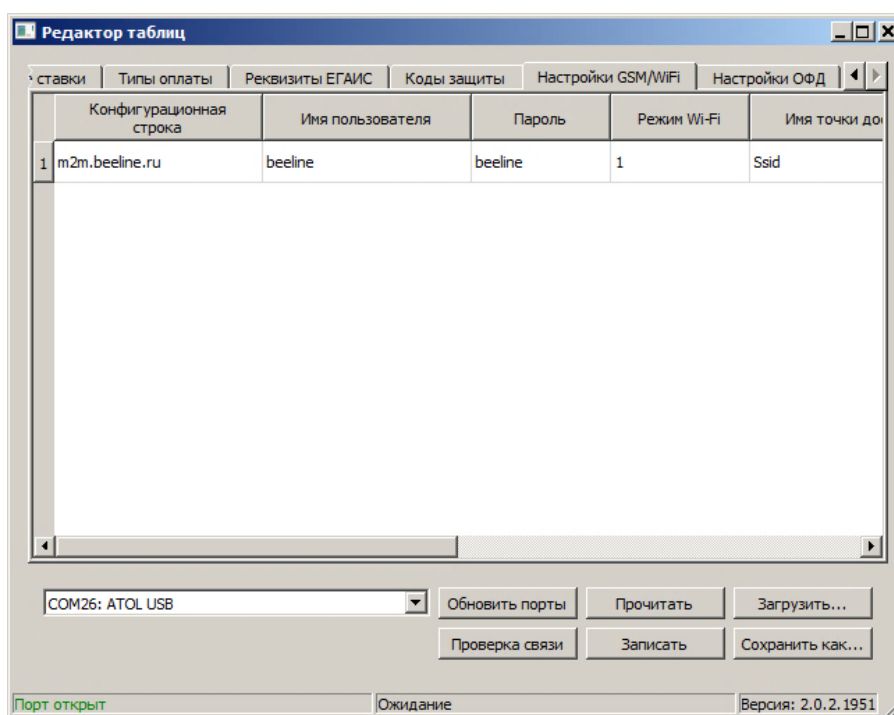 Редактор таблиц
ставки Типы оплаты Реквизиты ЕГАИС Коды защиты Настройки GSM/WiFi Настройки ОФД
Конфигурационная
строка
Имя пользователя Пароль Режим Wi-Fi Имя точки до
1 m2m.beeline.ru beeline beeline 1 Ssid
COM26: ATOL USB Обновить порты Прочитать Загрузить...
Проверка связи Записать Сохранить как...
Порт открыт Ожидание Версия: 2.0.2.1951